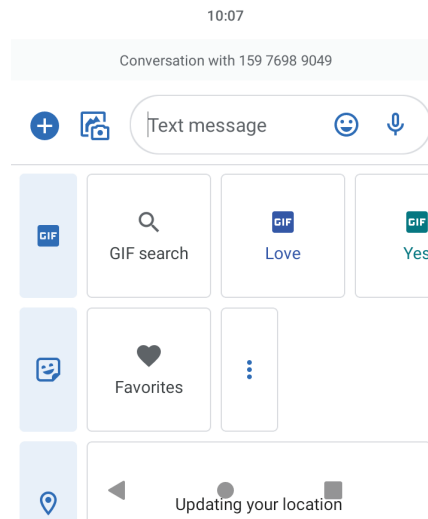 10:07
Conversation with 159 7698 9049
Text message
GIF
GIF search
GIF
Love
GIF
Yes
Favorites
Updating your location